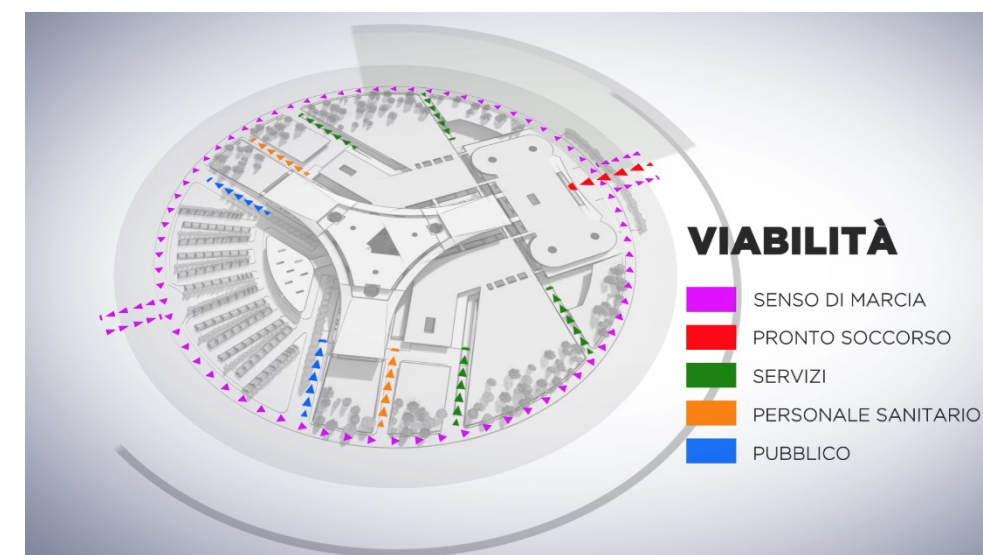 VIABILITÀ
SENSO DI MARCIA
PRONTO SOCCORSO
SERVIZI
PERSONALE SANITARIO
PUBBLICO